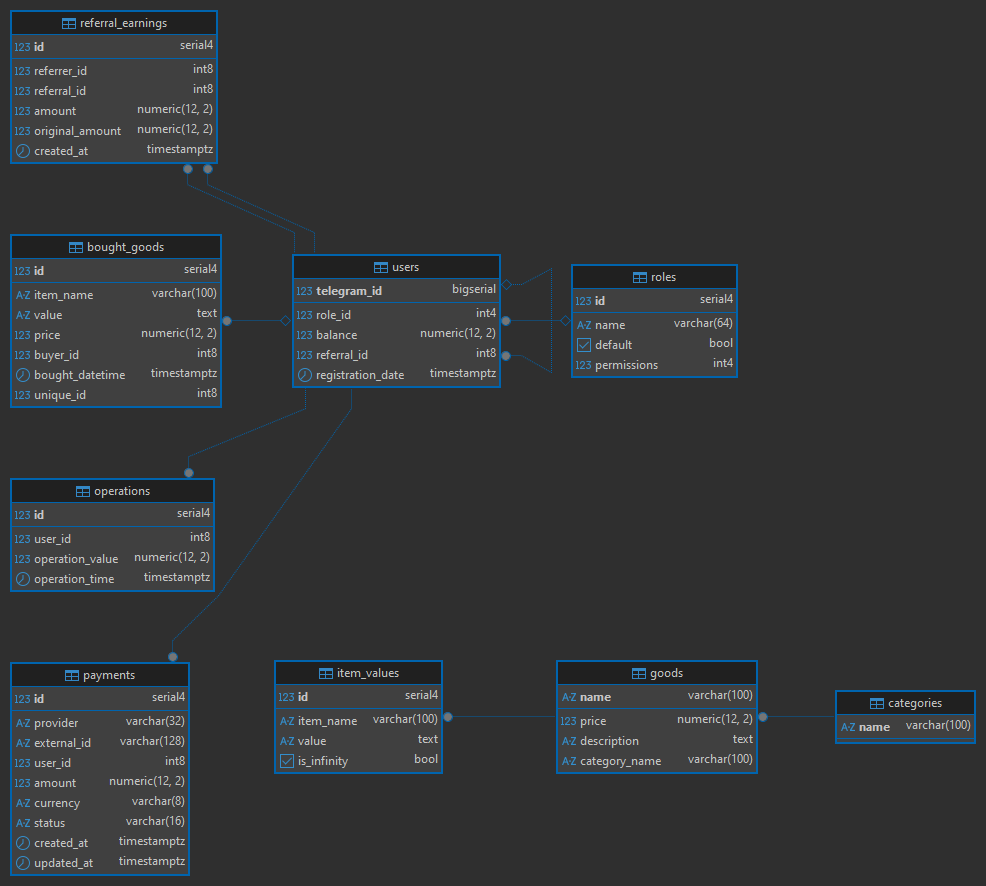 referral_earnings
123 id serial4
123 referrer_id int8
123 referral_id int8
123 amount numeric(12, 2)
123 original_amount numeric(12, 2)
created_at timestamptz
bought_goods
123 id serial4
A-Z item_name varchar(100)
A-Z value text
123 price numeric(12, 2)
123 buyer_id int8
bought_datetime timestamptz
123 unique_id int8
users
123 telegram_id bigserial
123 role_id int4
123 balance numeric(12, 2)
123 referral_id int8
registration_date timestamptz
roles
123 id serial4
A-Z name varchar(64)
default bool
123 permissions int4
operations
123 id serial4
123 user_id int8
123 operation_value numeric(12, 2)
operation_time timestamptz
payments
123 id serial4
A-Z provider varchar(32)
A-Z external_id varchar(128)
123 user_id int8
123 amount numeric(12, 2)
A-Z currency varchar(8)
A-Z status varchar(16)
created_at timestamptz
updated_at timestamptz
item_values
123 id serial4
A-Z item_name varchar(100)
A-Z value text
is_infinity bool
goods
A-Z name varchar(100)
123 price numeric(12, 2)
A-Z description text
A-Z category_name varchar(100)
categories
A-Z name varchar(100)